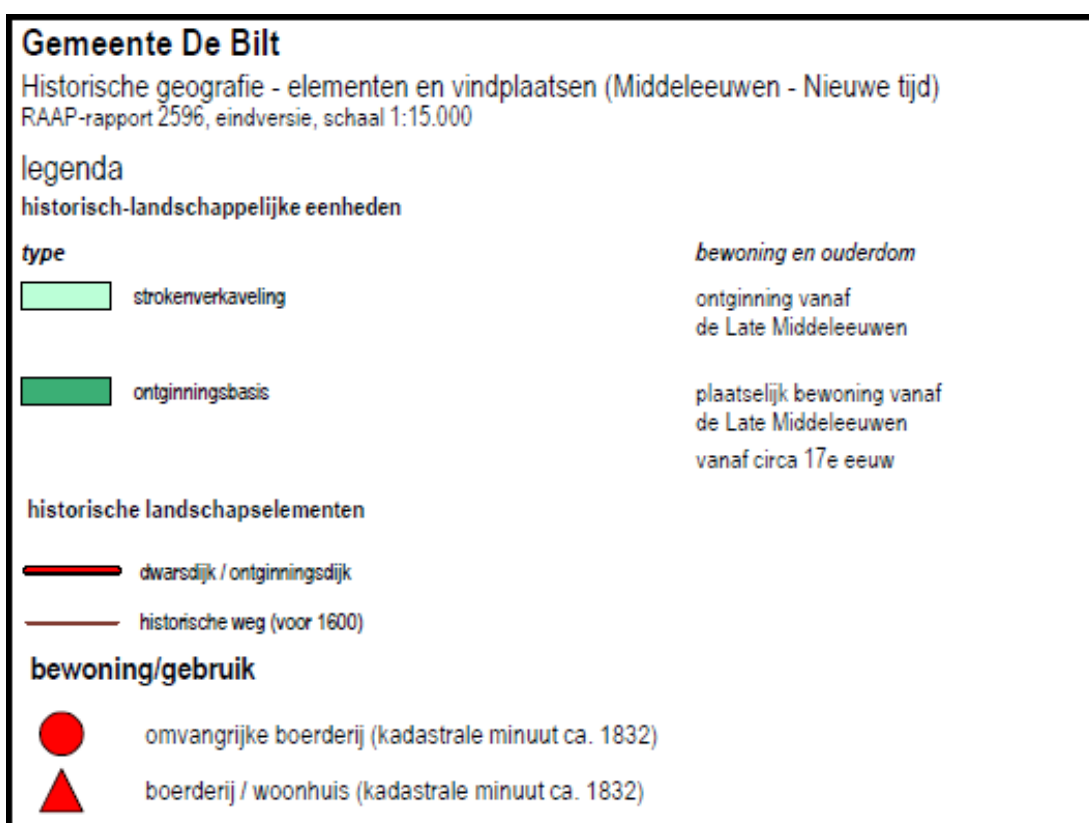 Gemeente De Bilt
Historische geografie - elementen en vindplaatsen (Middeleeuwen - Nieuwe tijd)
RAAP-rapport 2596, eindversie, schaal 1:15.000
legenda
historisch-landschappelijke eenheden
type
bewoning en ouderdom
strokenverkaveling
ontginning vanaf
de Late Middeleeuwen
ontginningsbasis
plaatselijk bewoning vanaf
de Late Middeleeuwen
vanaf circa 17e eeuw
historische landschapselementen
dwarsdijk / ontginningsdijk
historische weg (voor 1600)
bewoning/gebruik
omvangrijke boerderij (kadastrale minuut ca. 1832)
boerderij / woonhuis (kadastrale minuut ca. 1832)